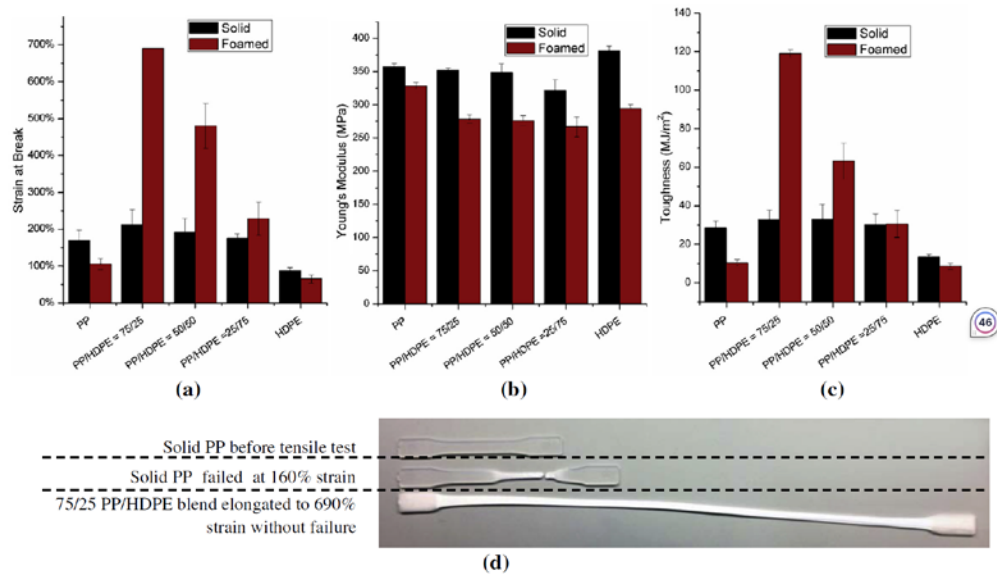 Solid
Foamed
700%
600%
500%
400%
300%
200%
100%
0%
Strain at Break
PP
PP/HDPE = 75/25
PP/HDPE = 50/50
PP/HDPE =25/75
HDPE
(a)
Solid
Foamed
400
350
300
250
200
150
100
50
0
Young's Modulus (MPa)
PP
PP/HDPE = 75/25
PP/HDPE = 50/50
PP/HDPE =25/75
HDPE
(b)
Solid
Foamed
140
120
100
80
60
40
20
0
Toughness (MJ/m²)
PP
PP/HDPE = 75/25
PP/HDPE = 50/50
PP/HDPE =25/75
HDPE
(c)
46
Solid PP before tensile test
Solid PP failed at 160% strain
75/25 PP/HDPE blend elongated to 690%
strain without failure
(d)